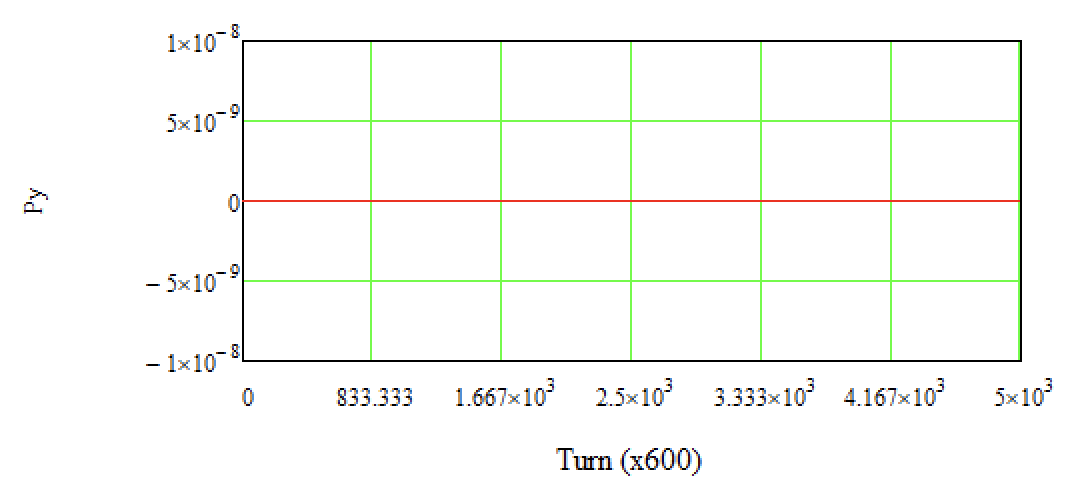 1×10⁻⁸
5×10⁻⁹
Py
0
− 5×10⁻⁹
− 1×10⁻⁸
0 833.333 1.667×10³ 2.5×10³ 3.333×10³ 4.167×10³ 5×10³
Turn (x600)